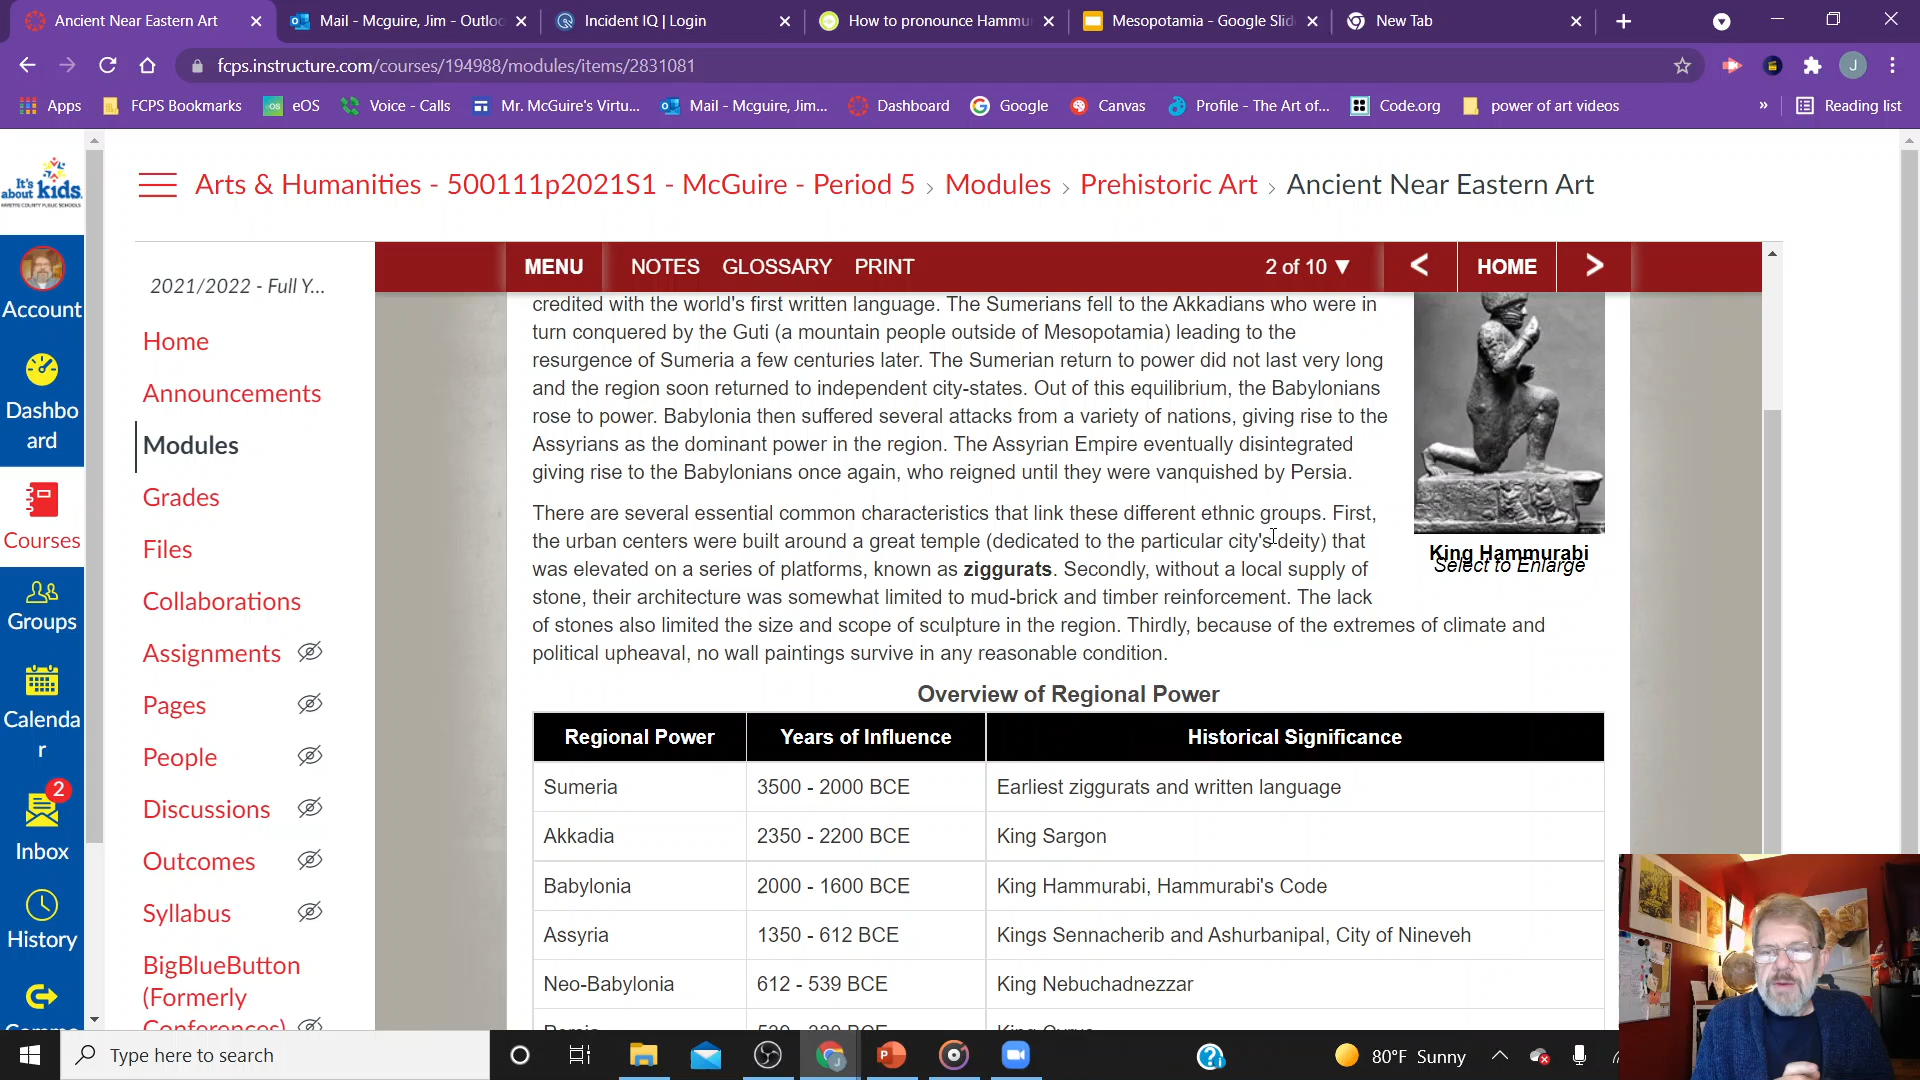 Ancient Near Eastern Art
Mail - Mcguire, Jim - Outloo
Incident IQ | Login
How to pronounce Hammu
Mesopotamia - Google Slid
New Tab
fcps.instructure.com/courses/194988/modules/items/2831081
J
Apps
FCPS Bookmarks
eOS
Voice - Calls
Mr. McGuire's Virtu...
Mail - Mcguire, Jim...
Dashboard
Google
Canvas
Profile - The Art of...
Code.org
power of art videos
»
Reading list
It's about kids.
Arts & Humanities - 500111p2021S1 - McGuire - Period 5 › Modules › Prehistoric Art › Ancient Near Eastern Art
Account
Dashbo
ard
Courses
Groups
Calenda
r
2
Inbox
History
2021/2022 - Full Y...
Home
Announcements
Modules
Grades
Files
Collaborations
Assignments
Pages
People
Discussions
Outcomes
Syllabus
BigBlueButton
(Formerly
Conferences)
MENU NOTES GLOSSARY PRINT 2 of 10 ▼ < HOME >
credited with the world's first written language. The Sumerians fell to the Akkadians who were in
turn conquered by the Guti (a mountain people outside of Mesopotamia) leading to the
resurgence of Sumeria a few centuries later. The Sumerian return to power did not last very long
and the region soon returned to independent city-states. Out of this equilibrium, the Babylonians
rose to power. Babylonia then suffered several attacks from a variety of nations, giving rise to the
Assyrians as the dominant power in the region. The Assyrian Empire eventually disintegrated
giving rise to the Babylonians once again, who reigned until they were vanquished by Persia.
There are several essential common characteristics that link these different ethnic groups. First,
the urban centers were built around a great temple (dedicated to the particular city's deity) that
was elevated on a series of platforms, known as ziggurats. Secondly, without a local supply of
stone, their architecture was somewhat limited to mud-brick and timber reinforcement. The lack
of stones also limited the size and scope of sculpture in the region. Thirdly, because of the extremes of climate and
political upheaval, no wall paintings survive in any reasonable condition.
King Hammurabi
Select to Enlarge
Overview of Regional Power
Regional Power Years of Influence Historical Significance
Sumeria 3500 - 2000 BCE Earliest ziggurats and written language
Akkadia 2350 - 2200 BCE King Sargon
Babylonia 2000 - 1600 BCE King Hammurabi, Hammurabi's Code
Assyria 1350 - 612 BCE Kings Sennacherib and Ashurbanipal, City of Nineveh
Neo-Babylonia 612 - 539 BCE King Nebuchadnezzar
Type here to search
80°F Sunny